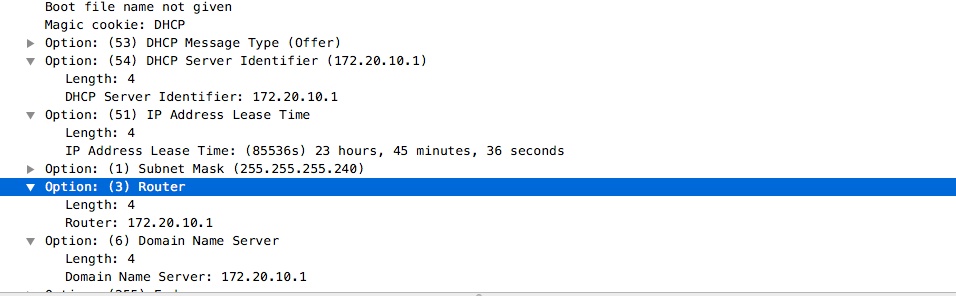 Boot file name not given
Magic cookie: DHCP
Option: (53) DHCP Message Type (Offer)
Option: (54) DHCP Server Identifier (172.20.10.1)
Length: 4
DHCP Server Identifier: 172.20.10.1
Option: (51) IP Address Lease Time
Length: 4
IP Address Lease Time: (85536s) 23 hours, 45 minutes, 36 seconds
Option: (1) Subnet Mask (255.255.255.240)
Option: (3) Router
Length: 4
Router: 172.20.10.1
Option: (6) Domain Name Server
Length: 4
Domain Name Server: 172.20.10.1